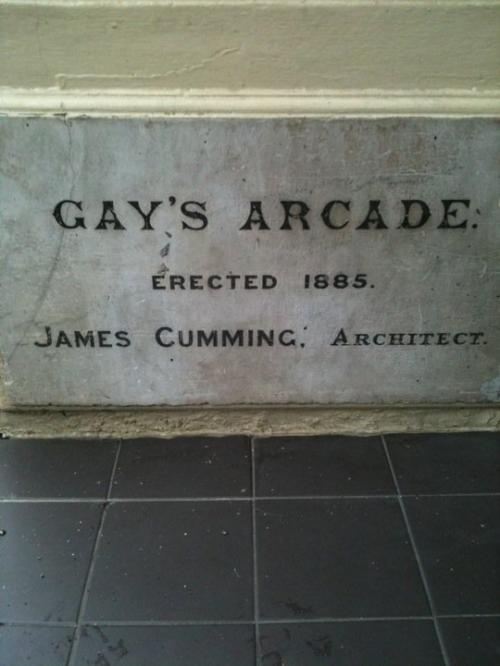 GAY'S ARCADE.
ERECTED 1885.
JAMES CUMMING, ARCHITECT.